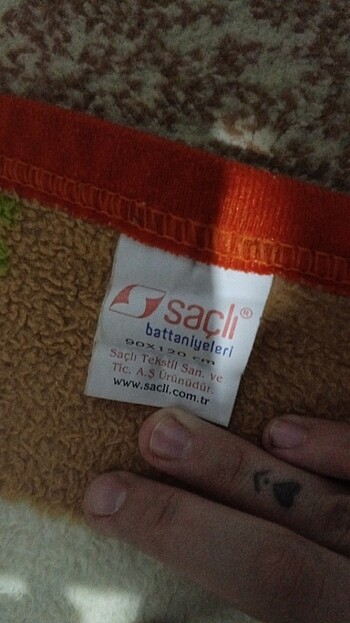 saçlı®
battaniyeleri
90X120 cm
Saçlı Tekstil San. ve
Tic. A.Ş Ürünüdür.
www.sacli.com.tr